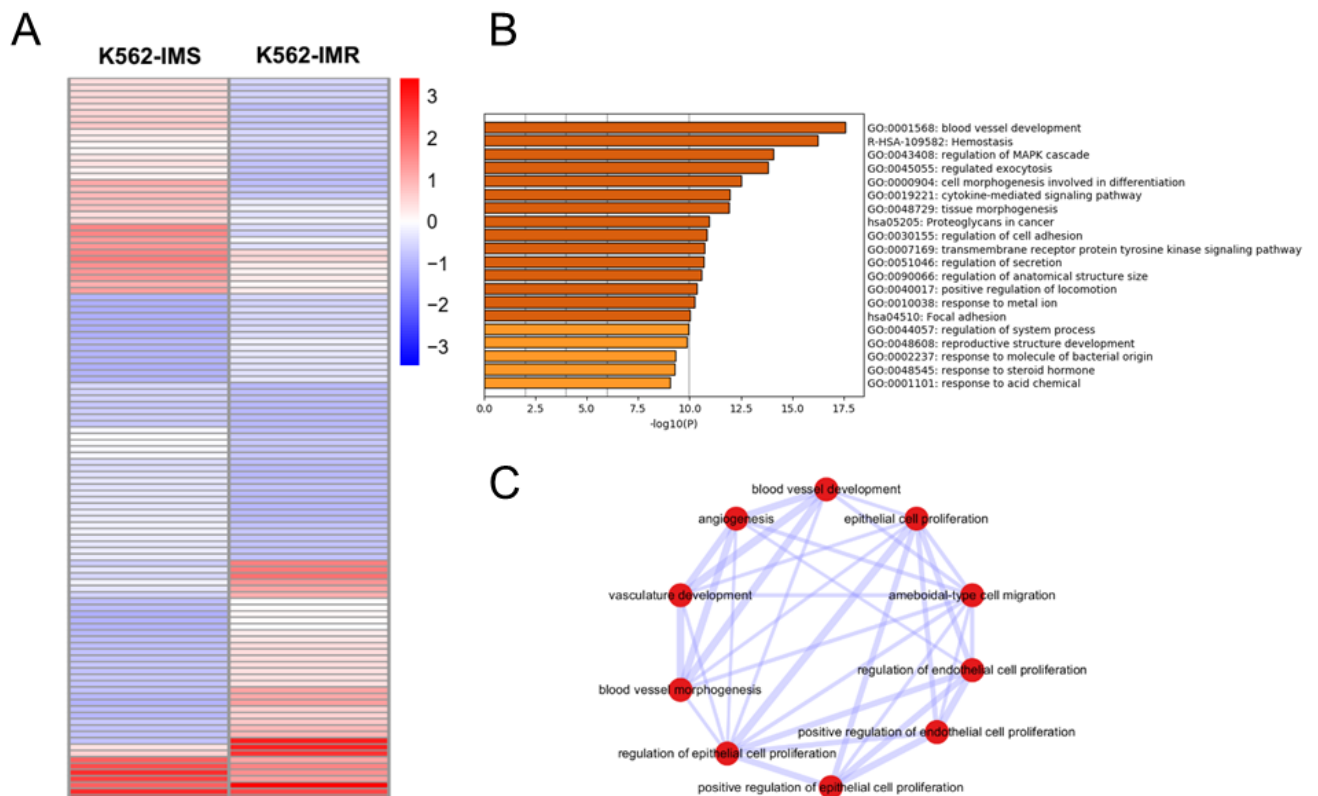 A
K562-IMS
K562-IMR
3
2
1
0
−1
−2
−3
B
GO:0001568: blood vessel development
R-HSA-109582: Hemostasis
GO:0043408: regulation of MAPK cascade
GO:0045055: regulated exocytosis
GO:0000904: cell morphogenesis involved in differentiation
GO:0019221: cytokine-mediated signaling pathway
GO:0048729: tissue morphogenesis
hsa05205: Proteoglycans in cancer
GO:0030155: regulation of cell adhesion
GO:0007169: transmembrane receptor protein tyrosine kinase signaling pathway
GO:0051046: regulation of secretion
GO:0090066: regulation of anatomical structure size
GO:0040017: positive regulation of locomotion
GO:0010038: response to metal ion
hsa04510: Focal adhesion
GO:0044057: regulation of system process
GO:0048608: reproductive structure development
GO:0002237: response to molecule of bacterial origin
GO:0048545: response to steroid hormone
GO:0001101: response to acid chemical
0.0 2.5 5.0 7.5 10.0 12.5 15.0 17.5
-log10(P)
C
blood vessel development
angiogenesis
epithelial cell proliferation
vasculature development
ameboidal-type cell migration
regulation of endothelial cell proliferation
blood vessel morphogenesis
positive regulation of endothelial cell proliferation
regulation of epithelial cell proliferation
positive regulation of epithelial cell proliferation